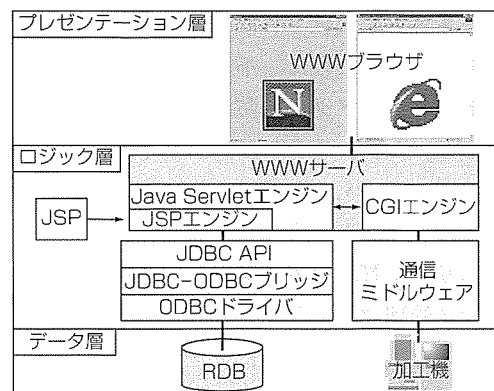 プレゼンテーション層
WWWブラウザ
N
e
ロジック層
WWWサーバ
Java Servletエンジン
JSPエンジン
CGIエンジン
JSP
JDBC API
JDBC-ODBCブリッジ
ODBCドライバ
通信
ミドルウェア
データ層
RDB
加工機